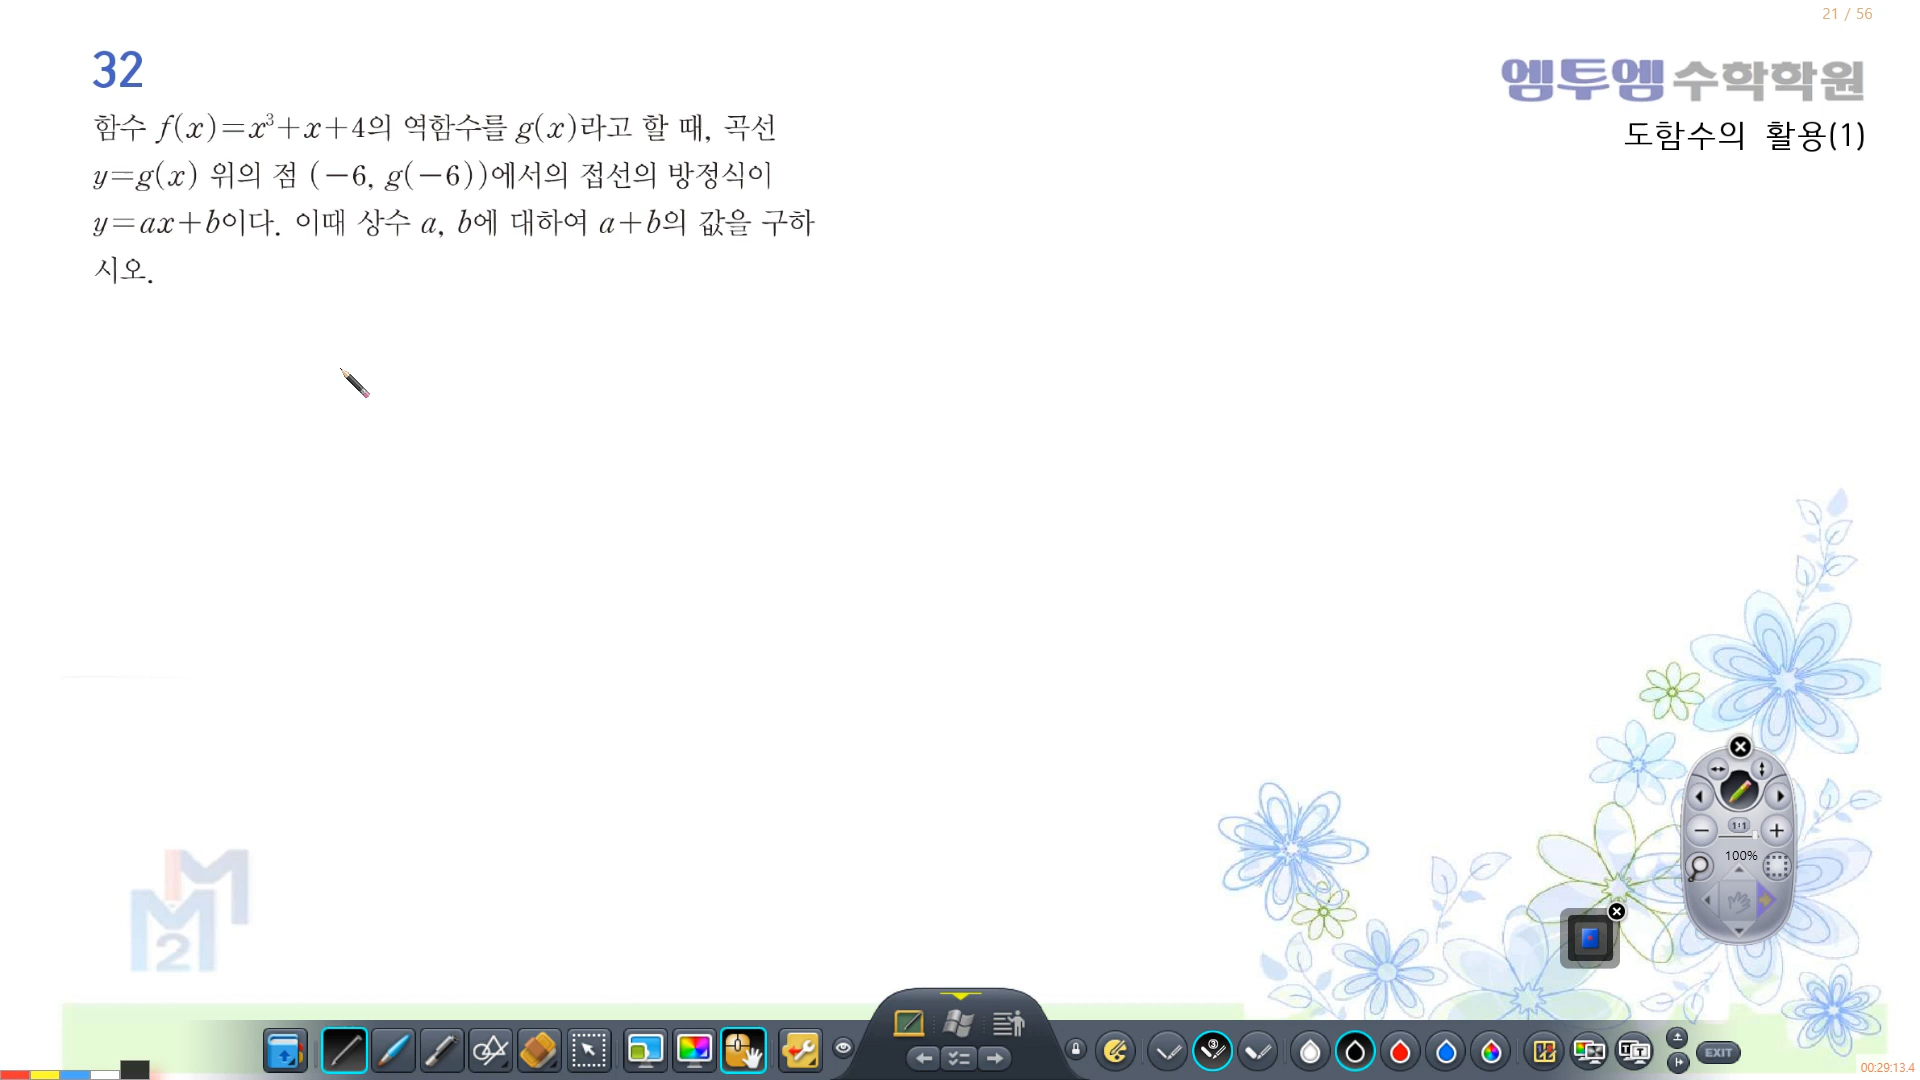 21 / 56
32
엠투엠수학학원
도함수의 활용(1)
함수 f(x)=x³+x+4의 역함수를 g(x)라고 할 때, 곡선
y=g(x) 위의 점 (-6, g(-6))에서의 접선의 방정식이
y=ax+b이다. 이때 상수 a, b에 대하여 a+b의 값을 구하
시오.
1:1
100%
MM2
EXIT
00:29:13.4